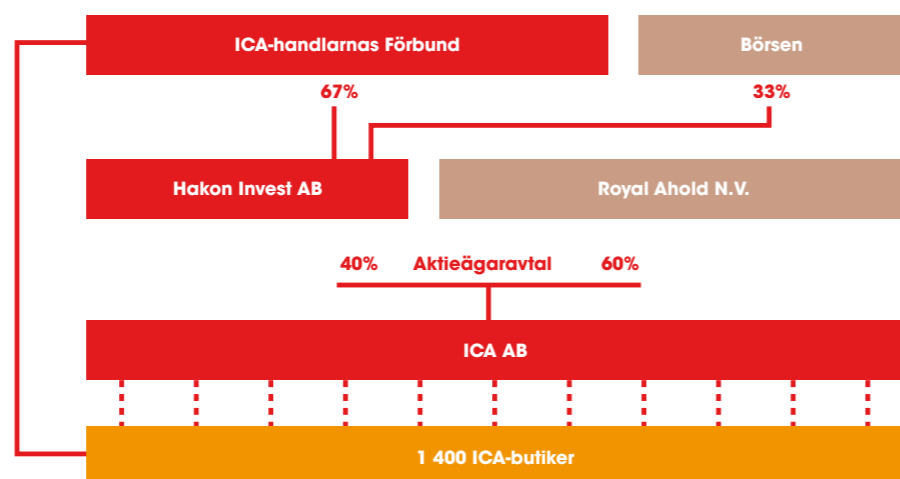 ICA-handlarnas Förbund
Börsen
67%
33%
Hakon Invest AB
Royal Ahold N.V.
40% Aktieägaravtal 60%
ICA AB
1 400 ICA-butiker